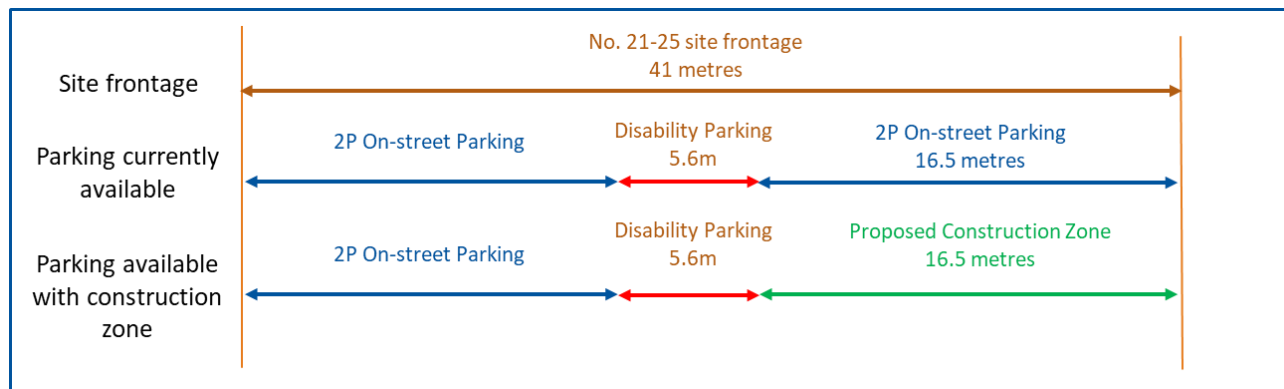 No. 21-25 site frontage
41 metres
Site frontage
2P On-street Parking
Disability Parking
5.6m
2P On-street Parking
16.5 metres
Parking currently
available
2P On-street Parking
Disability Parking
5.6m
Proposed Construction Zone
16.5 metres
Parking available
with construction
zone